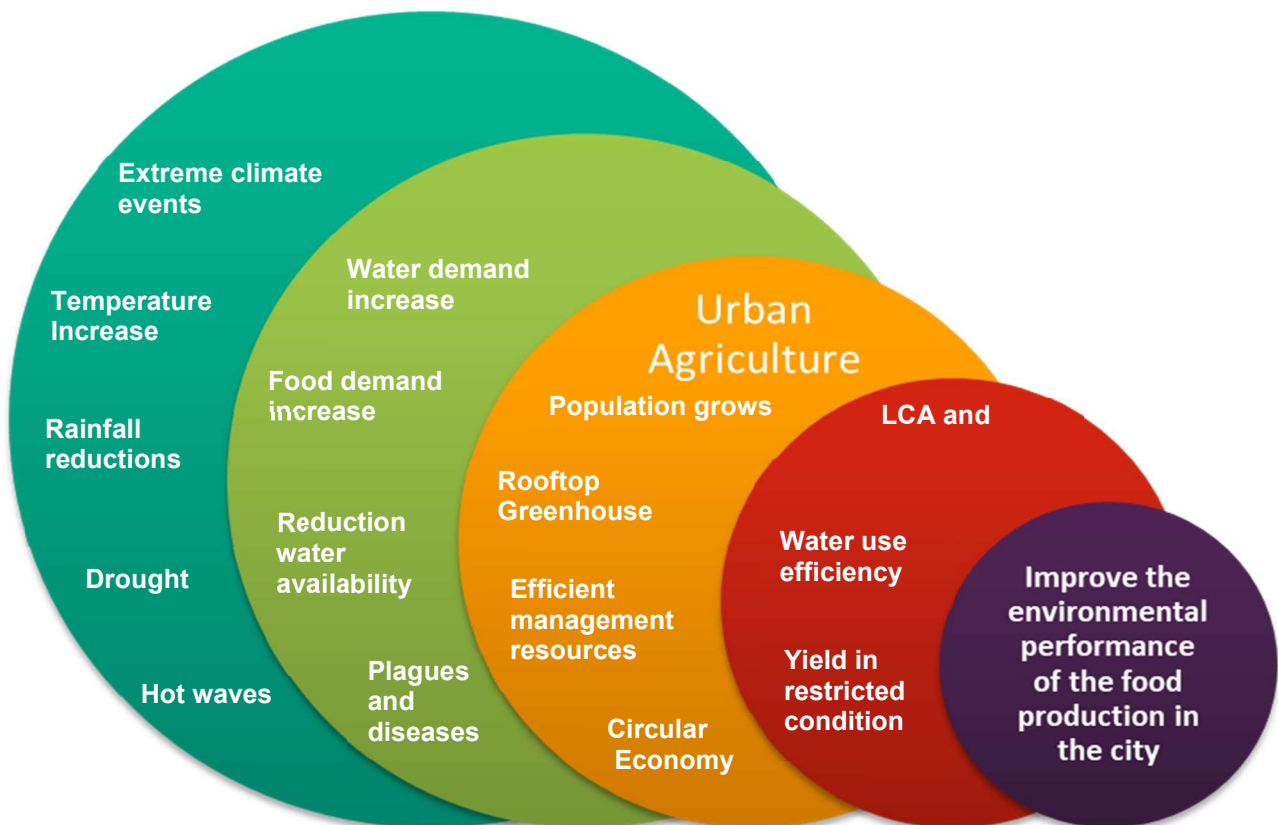 Extreme climate
events
Temperature
Increase
Rainfall
reductions
Drought
Hot waves
Water demand
increase
Food demand
increase
Reduction
water
availability
Plagues
and
diseases
Urban
Agriculture
Population grows
Rooftop
Greenhouse
Efficient
management
resources
Circular
Economy
LCA and
Water use
efficiency
Yield in
restricted
condition
Improve the
environmental
performance
of the food
production in
the city